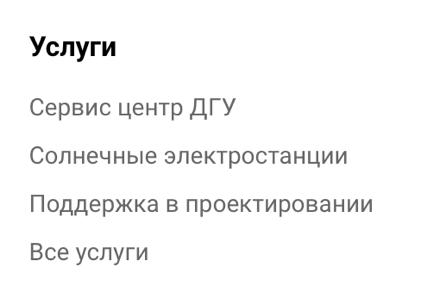 Услуги
Сервис центр ДГУ
Солнечные электростанции
Поддержка в проектировании
Все услуги